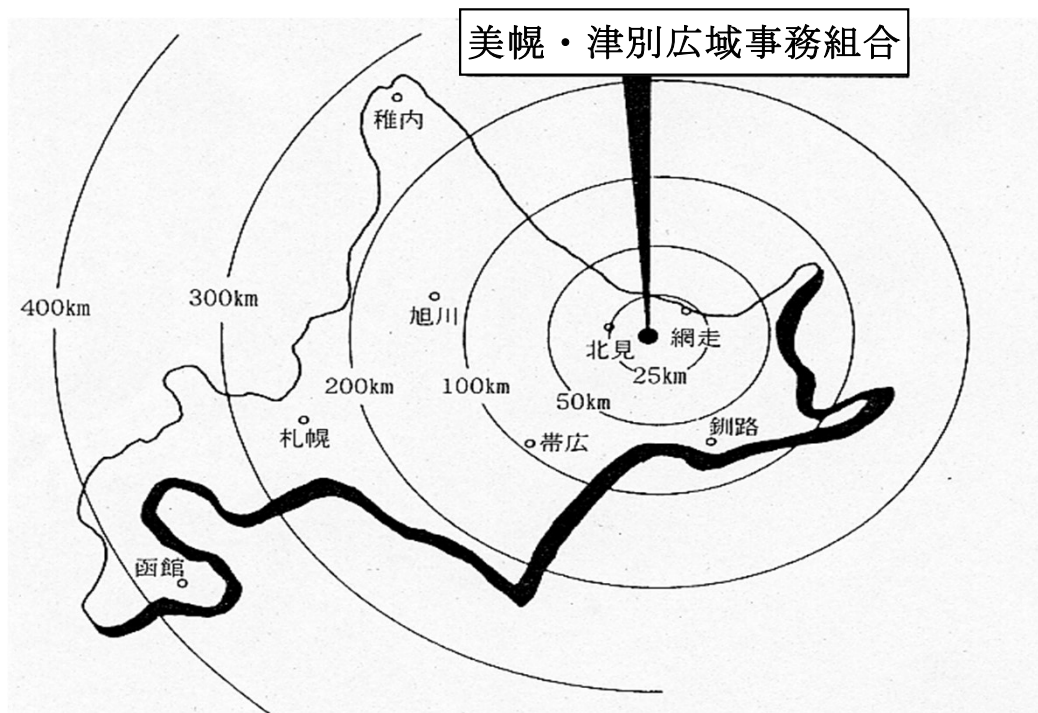 美幌・津別広域事務組合
稚内
400km
300km
旭川
北見
網走
200km
100km
50km
25km
札幌
帯広
釧路
函館